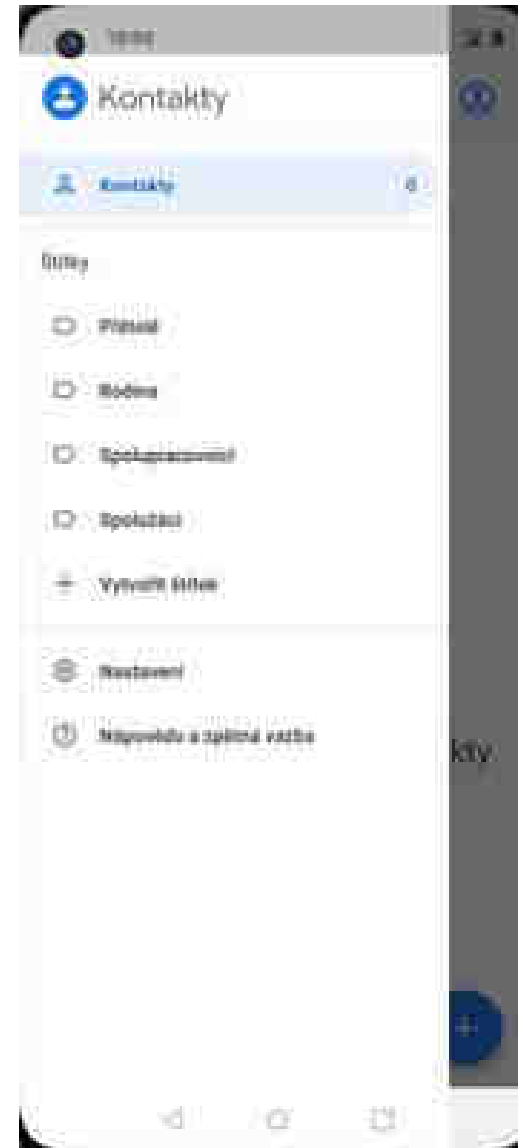 Kontakty
Kontakty
Štítky
Přátelé
Rodina
Spolupracovníci
Spolužáci
Vytvořit štítek
Nastavení
Nápověda a zpětná vazba
kty